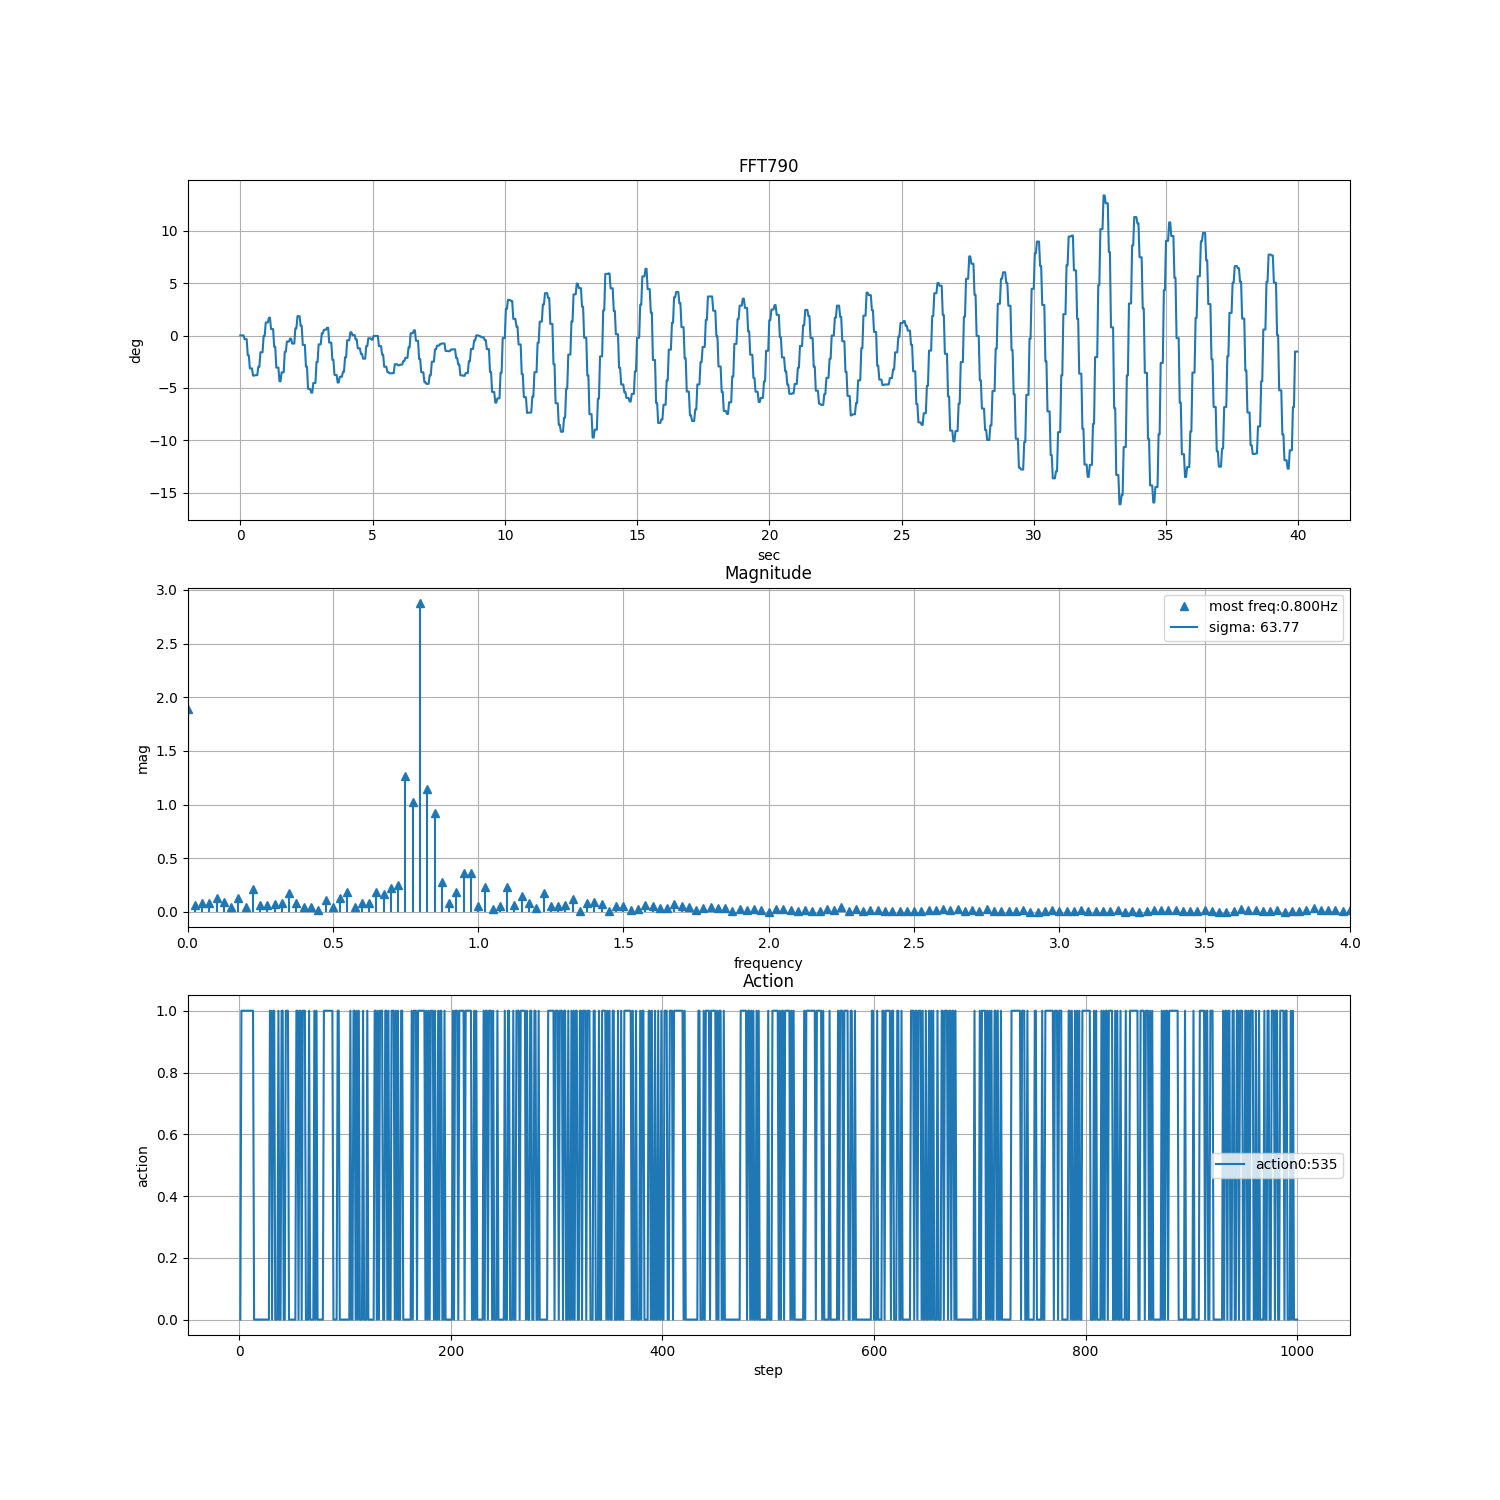 FFT790
10
5
0
−5
−10
−15
deg
0 5 10 15 20 25 30 35 40
sec
Magnitude
3.0
2.5
2.0
1.5
1.0
0.5
0.0
mag
most freq:0.800Hz
sigma: 63.77
0.0 0.5 1.0 1.5 2.0 2.5 3.0 3.5 4.0
frequency
Action
1.0
0.8
0.6
0.4
0.2
0.0
action
action0:535
0 200 400 600 800 1000
step